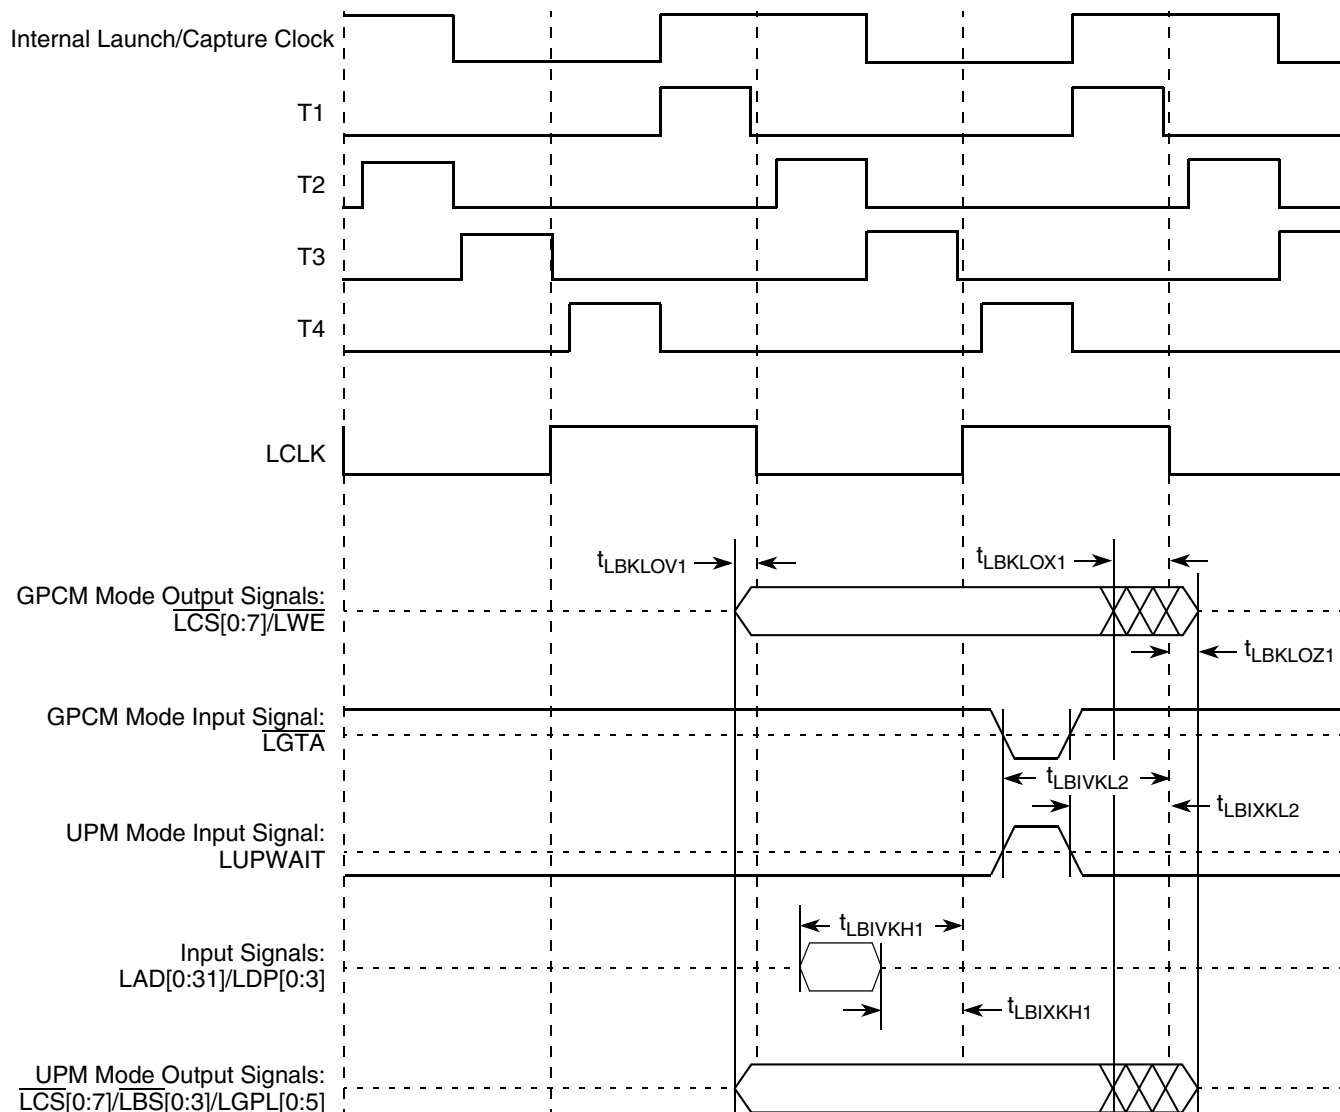 Internal Launch/Capture Clock
T1
T2
T3
T4
LCLK
tLBKLOV1
tLBKLOX1
GPCM Mode Output Signals:
LCS[0:7]/LWE
tLBKLOZ1
GPCM Mode Input Signal:
LGTA
tLBIVKL2
tLBIXKL2
UPM Mode Input Signal:
LUPWAIT
tLBIVKH1
Input Signals:
LAD[0:31]/LDP[0:3]
tLBIXKH1
UPM Mode Output Signals:
LCS[0:7]/LBS[0:3]/LGPL[0:5]